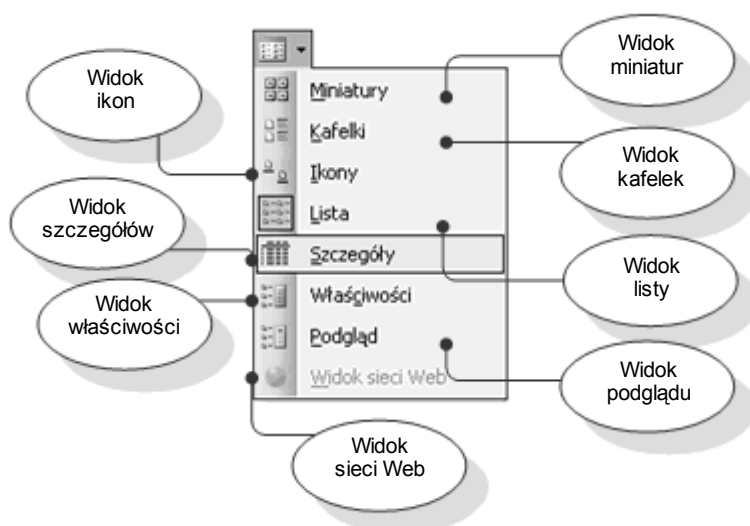 Widok
ikon
Widok
szczegółów
Widok
właściwości
Miniatury
Kafelki
Ikony
Lista
Szczegóły
Właściwości
Podgląd
Widok sieci Web
Widok
miniatur
Widok
kafelek
Widok
listy
Widok
podglądu
Widok
sieci Web